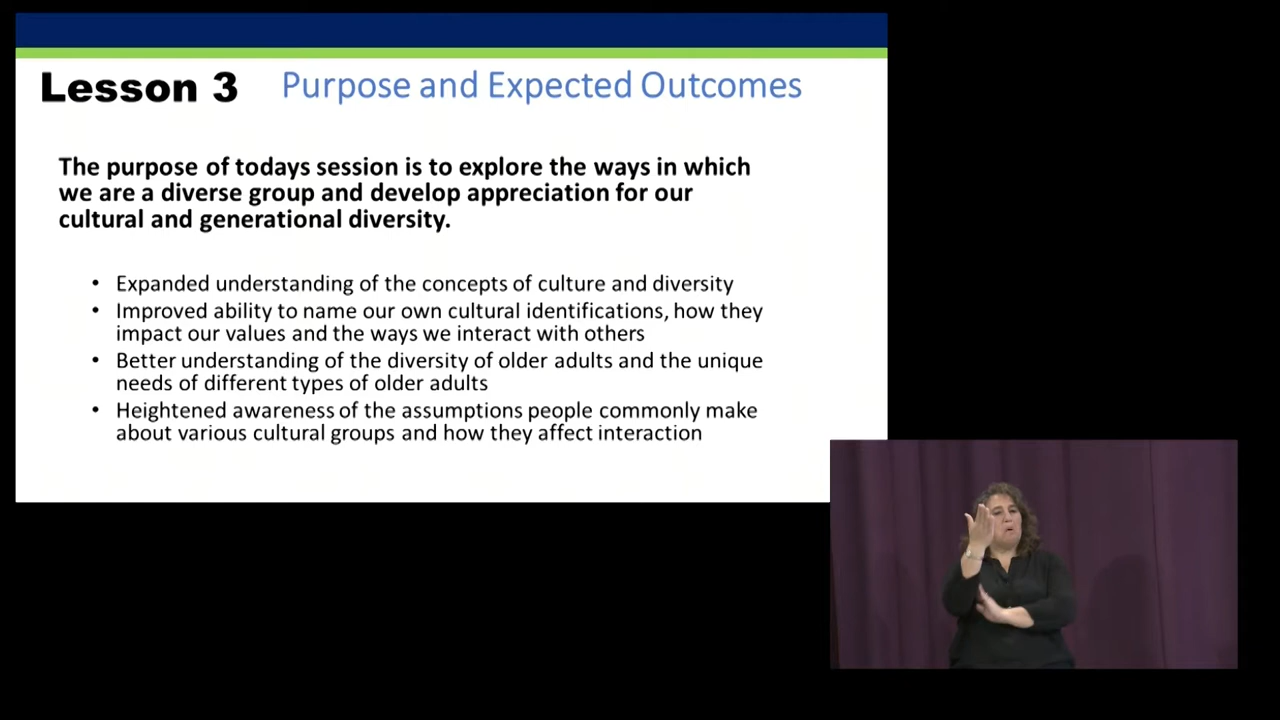 Lesson 3 Purpose and Expected Outcomes
The purpose of todays session is to explore the ways in which
we are a diverse group and develop appreciation for our
cultural and generational diversity.
• Expanded understanding of the concepts of culture and diversity
• Improved ability to name our own cultural identifications, how they
impact our values and the ways we interact with others
• Better understanding of the diversity of older adults and the unique
needs of different types of older adults
• Heightened awareness of the assumptions people commonly make
about various cultural groups and how they affect interaction